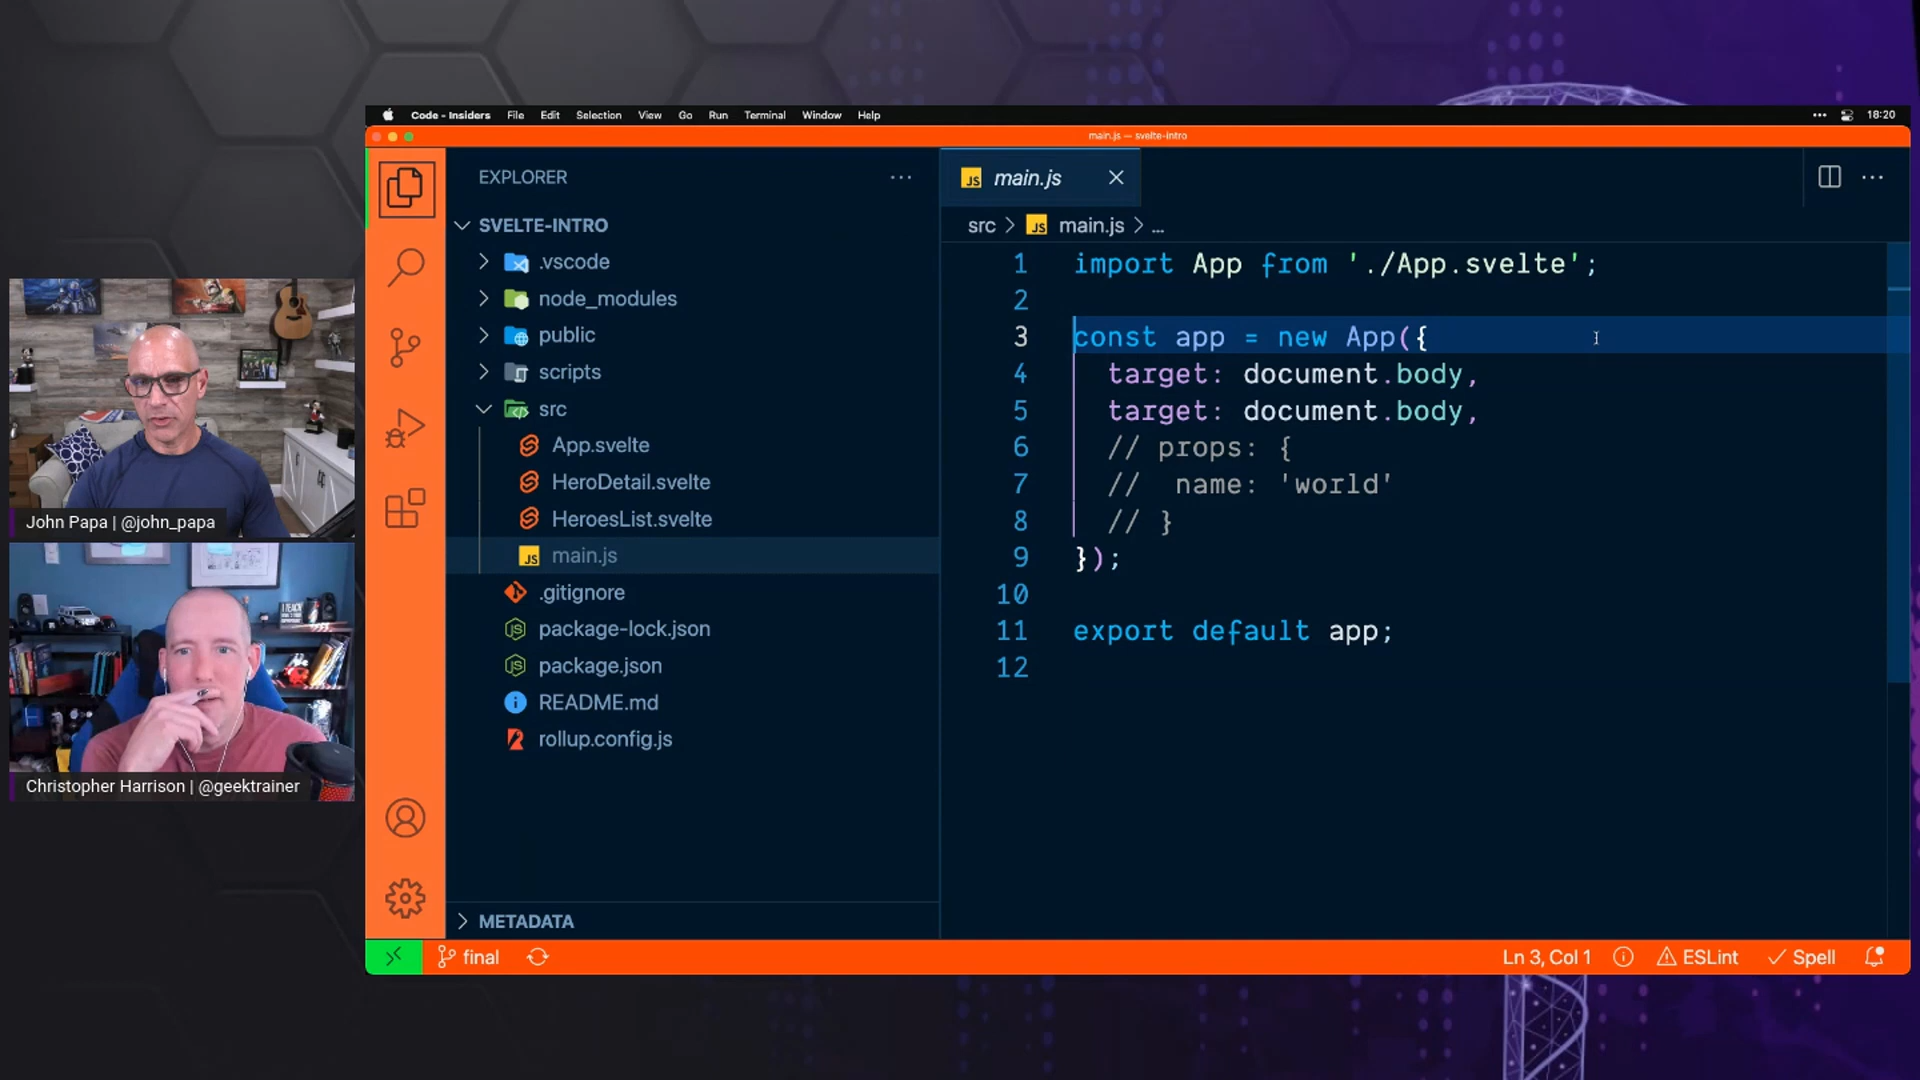 Code - Insiders File Edit Selection View Go Run Terminal Window Help
18:20
main.js — svelte-intro
EXPLORER
SVELTE-INTRO
.vscode
node_modules
public
scripts
src
App.svelte
HeroDetail.svelte
HeroesList.svelte
JS main.js
.gitignore
package-lock.json
package.json
README.md
rollup.config.js
METADATA
JS main.js
src > JS main.js > ...
1 import App from './App.svelte';
2
3 const app = new App({
4 target: document.body,
5 target: document.body,
6 // props: {
7 // name: 'world'
8 // }
9 });
10
11 export default app;
12
final
Ln 3, Col 1
ESLint
Spell
John Papa | @john_papa
I TEACH
Christopher Harrison | @geektrainer